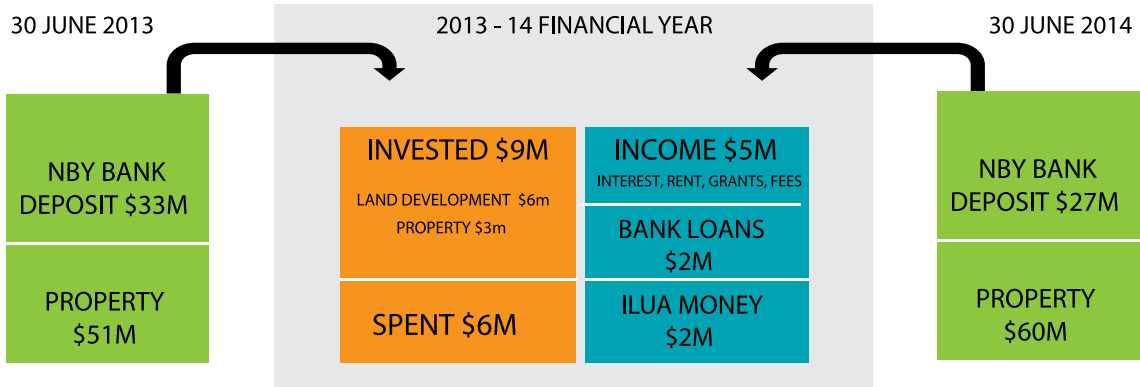 30 JUNE 2013
2013 - 14 FINANCIAL YEAR
30 JUNE 2014
NBY BANK
DEPOSIT $33M
PROPERTY
$51M
INVESTED $9M
LAND DEVELOPMENT $6m
PROPERTY $3m
SPENT $6M
INCOME $5M
INTEREST, RENT, GRANTS, FEES
BANK LOANS
$2M
ILUA MONEY
$2M
NBY BANK
DEPOSIT $27M
PROPERTY
$60M